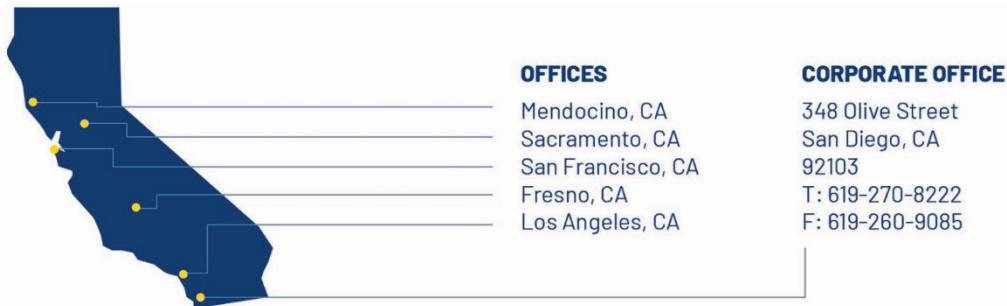 OFFICES
Mendocino, CA
Sacramento, CA
San Francisco, CA
Fresno, CA
Los Angeles, CA
CORPORATE OFFICE
348 Olive Street
San Diego, CA
92103
T: 619-270-8222
F: 619-260-9085